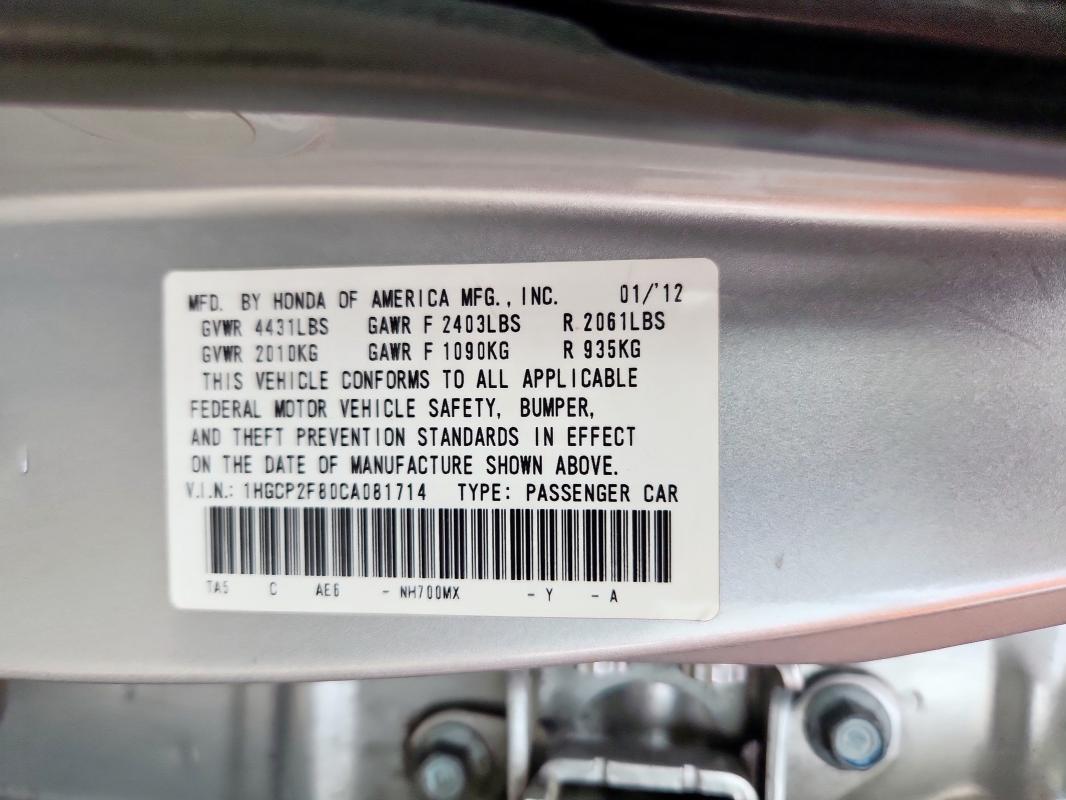 MFD. BY HONDA OF AMERICA MFG., INC. 01/'12
GVWR 4431LBS GAWR F 2403LBS R 2061LBS
GVWR 2010KG GAWR F 1090KG R 935KG
THIS VEHICLE CONFORMS TO ALL APPLICABLE
FEDERAL MOTOR VEHICLE SAFETY, BUMPER,
AND THEFT PREVENTION STANDARDS IN EFFECT
ON THE DATE OF MANUFACTURE SHOWN ABOVE.
V.I.N.: 1HGCP2F80CA081714 TYPE: PASSENGER CAR
TA5 C AE6 - NH700MX - Y - A